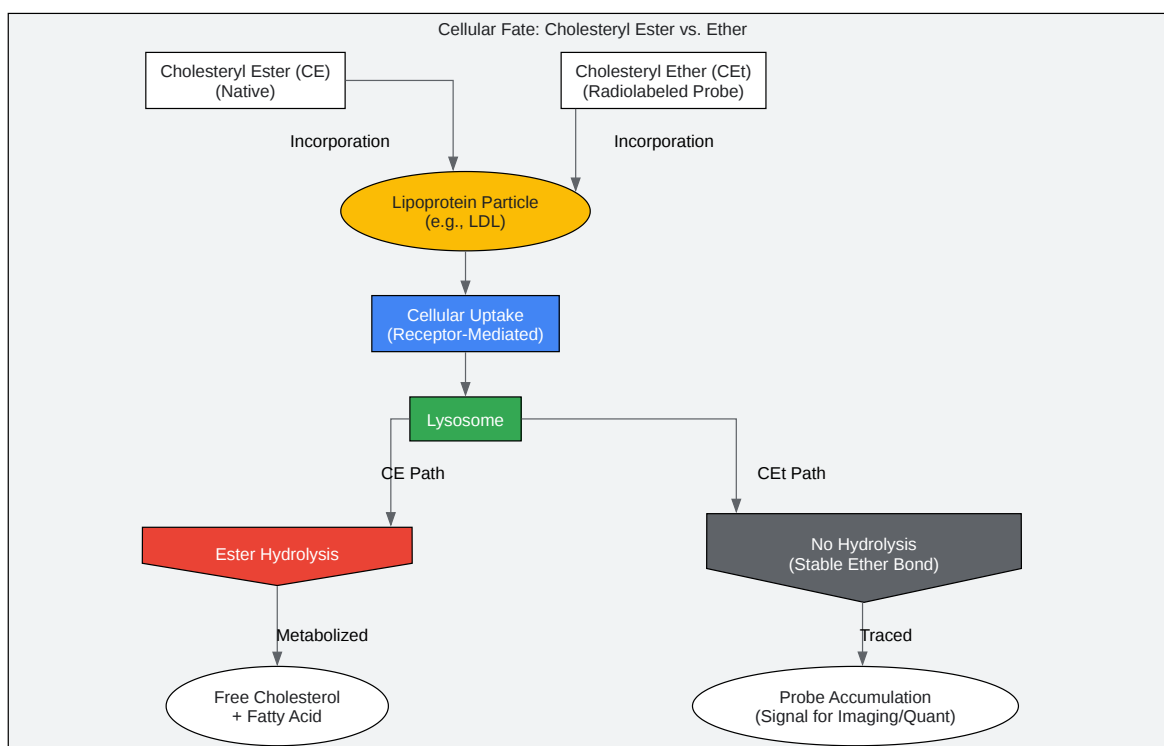 Cellular Fate: Cholesteryl Ester vs. Ether
Cholesteryl Ester (CE)
(Native)
Cholesteryl Ether (CEt)
(Radiolabeled Probe)
Incorporation
Incorporation
Lipoprotein Particle
(e.g., LDL)
Cellular Uptake
(Receptor-Mediated)
Lysosome
CE Path
CEt Path
Ester Hydrolysis
No Hydrolysis
(Stable Ether Bond)
Metabolized
Traced
Free Cholesterol
+ Fatty Acid
Probe Accumulation
(Signal for Imaging/Quant)